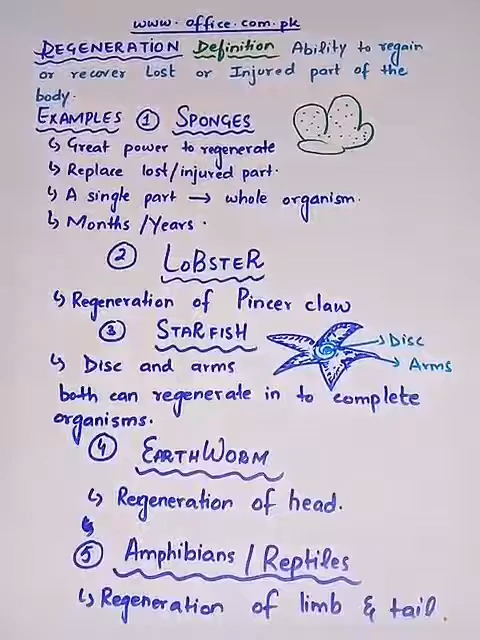 www.office.com.pk
REGENERATION Definition Ability to regain
or recover Lost or Injured part of the
body.
EXAMPLES ① SPONGES
↳ Great power to regenerate
↳ Replace lost/injured part.
↳ A single part → whole organism.
↳ Months/Years.
② LOBSTER
↳ Regeneration of Pincer claw
③ STARFISH
→ Disc
↳ Disc and arms
→ Arms
both can regenerate in to complete
organisms.
④ EARTHWORM
↳ Regeneration of head.
⑤ Amphibians / Reptiles
↳ Regeneration of limb & tail.